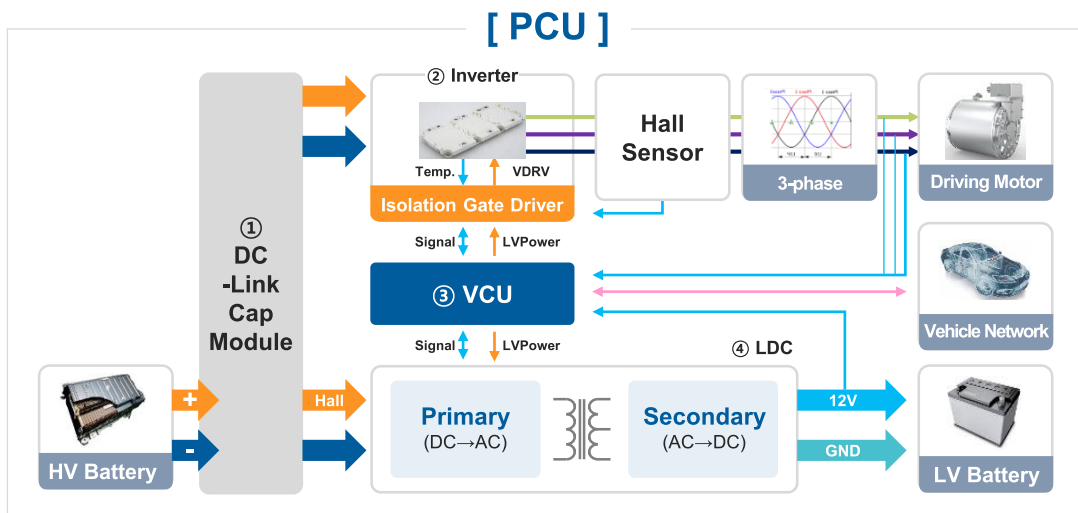 [ PCU ]
② Inverter
Temp.
VDRV
Isolation Gate Driver
Hall
Sensor
3-phase
Driving Motor
①
DC
-Link
Cap
Module
Signal
LVPower
③ VCU
Vehicle Network
Signal
LVPower
④ LDC
HV Battery
+
-
Hall
Primary
(DC→AC)
Secondary
(AC→DC)
12V
GND
LV Battery